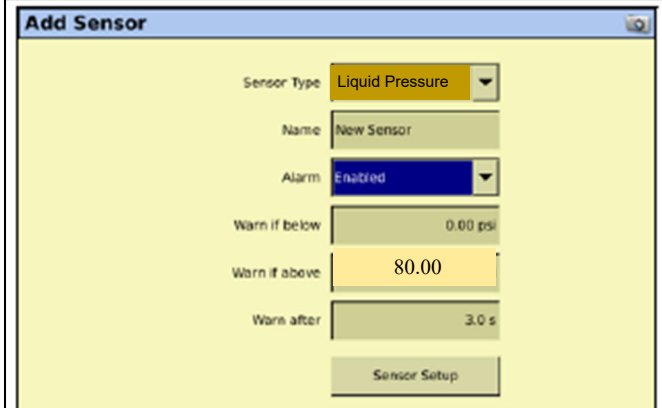 Add Sensor
Sensor Type Liquid Pressure
Name New Sensor
Alarm Enabled
Warn if below 0.00 psi
Warn if above 80.00
Warn after 3.0 s
Sensor Setup